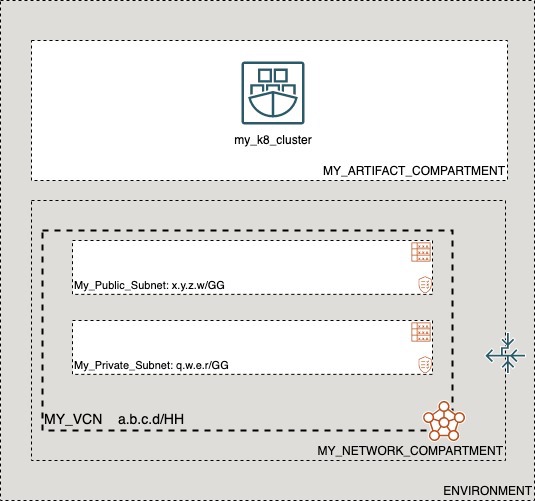 my_k8_cluster
MY_ARTIFACT_COMPARTMENT
My_Public_Subnet: x.y.z.w/GG
My_Private_Subnet: q.w.e.r/GG
MY_VCN a.b.c.d/HH
MY_NETWORK_COMPARTMENT
ENVIRONMENT